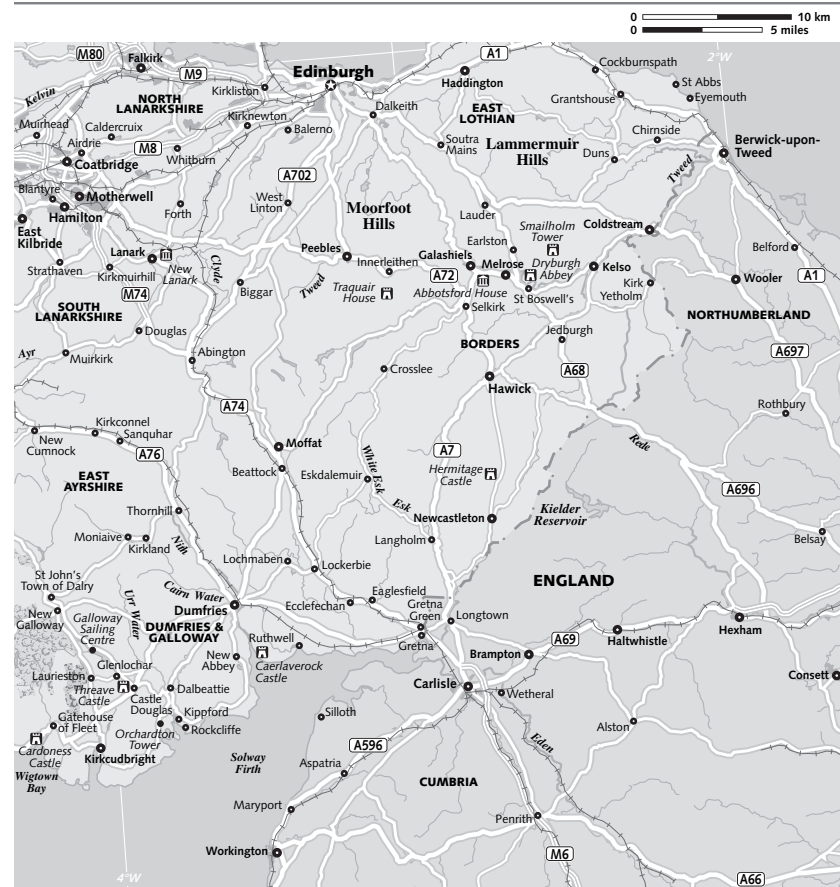 0 10 km
0 5 miles
2°W
M80
Falkirk
M9
Edinburgh
A1
Cockburnspath
Haddington
St Abbs
Eyemouth
Kelvin
NORTH
LANARKSHIRE
Kirkliston
Dalkeith
EAST
LOTHIAN
Grantshouse
Muirhead
Caldercruix
Kirknewton
Balerno
Chirnside
Airdrie
M8
Soutra
Mains
Lammermuir
Hills
Berwick-upon-
Tweed
Coatbridge
Whitburn
Duns
Blantyre
Motherwell
A702
Tweed
Hamilton
Forth
West
Linton
Moorfoot
Hills
Lauder
Smailholm
Tower
Coldstream
East
Kilbride
Lanark
Clyde
Peebles
Innerleithen
Galashiels
Earlston
Belford
Strathaven
Kirkmuirhill
New
Lanark
A72
Melrose
Dryburgh
Abbey
Kelso
A1
M74
Biggar
Tweed
Traquair
House
Abbotsford House
St Boswell's
Kirk
Yetholm
Wooler
SOUTH
LANARKSHIRE
Selkirk
NORTHUMBERLAND
Douglas
Jedburgh
Ayr
Muirkirk
Abington
BORDERS
A697
Crosslee
A68
Hawick
A74
Rothbury
Kirkconnel
New
Cumnock
Sanquhar
Moffat
White Esk
A7
Rede
A76
Beattock
Eskdalemuir
Hermitage
Castle
EAST
AYRSHIRE
A696
Thornhill
Esk
Newcastleton
Kielder
Reservoir
Moniaive
Kirkland
Nith
Langholm
Belsay
Lochmaben
Lockerbie
St John's
Town of Dalry
Cairn Water
Eaglesfield
ENGLAND
Urr Water
Dumfries
Ecclefechan
Gretna
Green
Longtown
New
Galloway
Galloway
Sailing
Centre
DUMFRIES &
GALLOWAY
Ruthwell
Gretna
A69
Haltwhistle
Hexham
New
Abbey
Caerlaverock
Castle
Brampton
Glenlochar
Laurieston
Threave
Castle
Castle
Douglas
Dalbeattie
Carlisle
Wetheral
Consett
Gatehouse
of Fleet
Kippford
Rockcliffe
Silloth
Alston
Orchardton
Tower
A596
Eden
Cardoness
Castle
Kirkcudbright
Solway
Firth
Aspatria
Wigtown
Bay
CUMBRIA
Maryport
Penrith
Workington
M6
4°W
A66